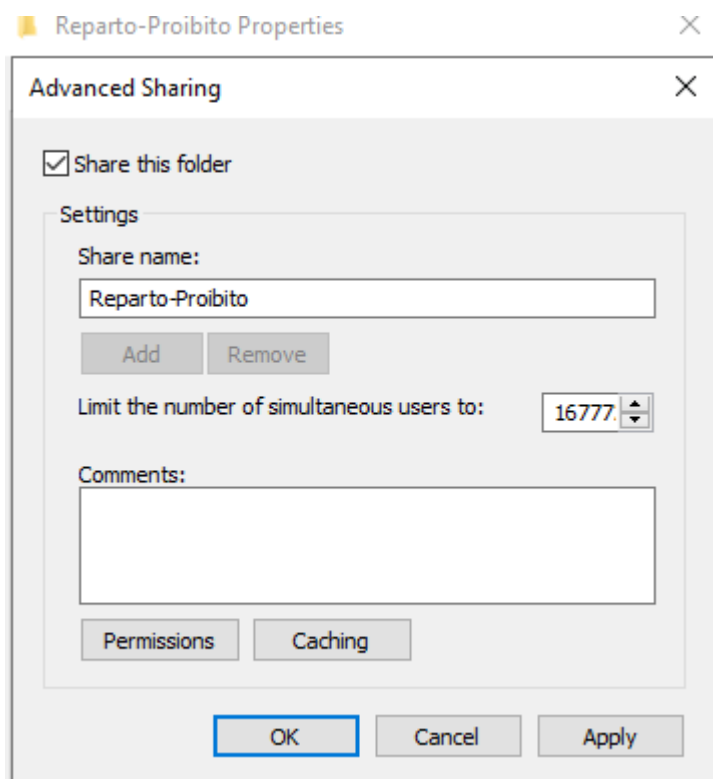 Reparto-Proibito Properties
Advanced Sharing
Share this folder
Settings
Share name:
Reparto-Proibito
Add Remove
Limit the number of simultaneous users to: 16777
Comments:
Permissions Caching
OK Cancel Apply